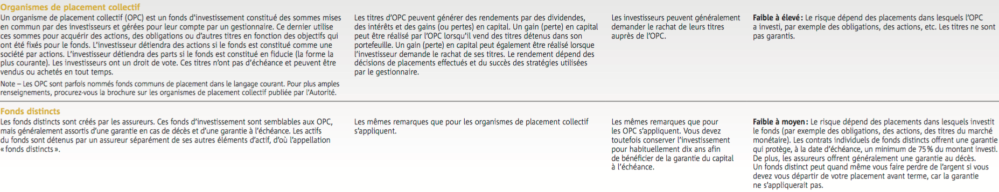 Organismes de placement collectif
Un organisme de placement collectif (OPC) est un fonds d'investissement constitué des sommes mises
en commun par des investisseurs et gérées pour leur compte par un gestionnaire. Ce dernier utilise
ces sommes pour acquérir des actions, des obligations ou d'autres titres en fonction des objectifs qui
ont été fixés pour le fonds. L'investisseur détiendra des actions si le fonds est constitué comme une
société par actions. L'investisseur détiendra des parts si le fonds est constitué en fiducie (la forme la
plus courante). Les investisseurs ont un droit de vote. Ces titres n'ont pas d'échéance et peuvent être
vendus ou achetés en tout temps.
Note – Les OPC sont parfois nommés fonds communs de placement dans le langage courant. Pour plus amples
renseignements, procurez-vous la brochure sur les organismes de placement collectif publiée par l'Autorité.
Les titres d'OPC peuvent générer des rendements par des dividendes,
des intérêts et des gains (ou pertes) en capital. Un gain (perte) en capital
peut être réalisé par l'OPC lorsqu'il vend des titres détenus dans son
portefeuille. Un gain (perte) en capital peut également être réalisé lorsque
l'investisseur demande le rachat de ses titres. Le rendement dépend des
décisions de placements effectués et du succès des stratégies utilisées
par le gestionnaire.
Les investisseurs peuvent généralement
demander le rachat de leurs titres
auprès de l'OPC.
Faible à élevé : Le risque dépend des placements dans lesquels l'OPC
a investi, par exemple des obligations, des actions, etc. Les titres ne sont
pas garantis.
Fonds distincts
Les fonds distincts sont créés par les assureurs. Ces fonds d'investissement sont semblables aux OPC,
mais généralement assortis d'une garantie en cas de décès et d'une garantie à l'échéance. Les actifs
du fonds sont détenus par un assureur séparément de ses autres éléments d'actif, d'où l'appellation
« fonds distincts ».
Les mêmes remarques que pour les organismes de placement collectif
s'appliquent.
Les mêmes remarques que pour
les OPC s'appliquent. Vous devez
toutefois conserver l'investissement
pour habituellement dix ans afin
de bénéficier de la garantie du capital
à l'échéance.
Faible à moyen : Le risque dépend des placements dans lesquels investit
le fonds (par exemple des obligations, des actions, des titres du marché
monétaire). Les contrats individuels de fonds distincts offrent une garantie
qui protège, à la date d'échéance, un minimum de 75 % du montant investi.
De plus, les assureurs offrent généralement une garantie au décès.
Un fonds distinct peut quand même vous faire perdre de l'argent si vous
devez vous départir de votre placement avant terme, car la garantie
ne s'appliquerait pas.